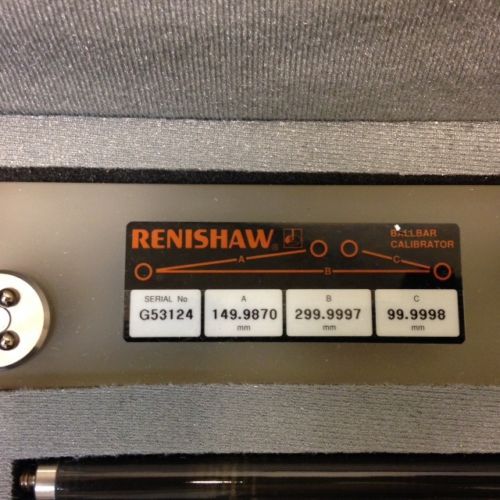 RENISHAW
BALLBAR
CALIBRATOR
A
C
B
SERIAL No
G53124
A
149.9870
mm
B
299.9997
mm
C
99.9998
mm